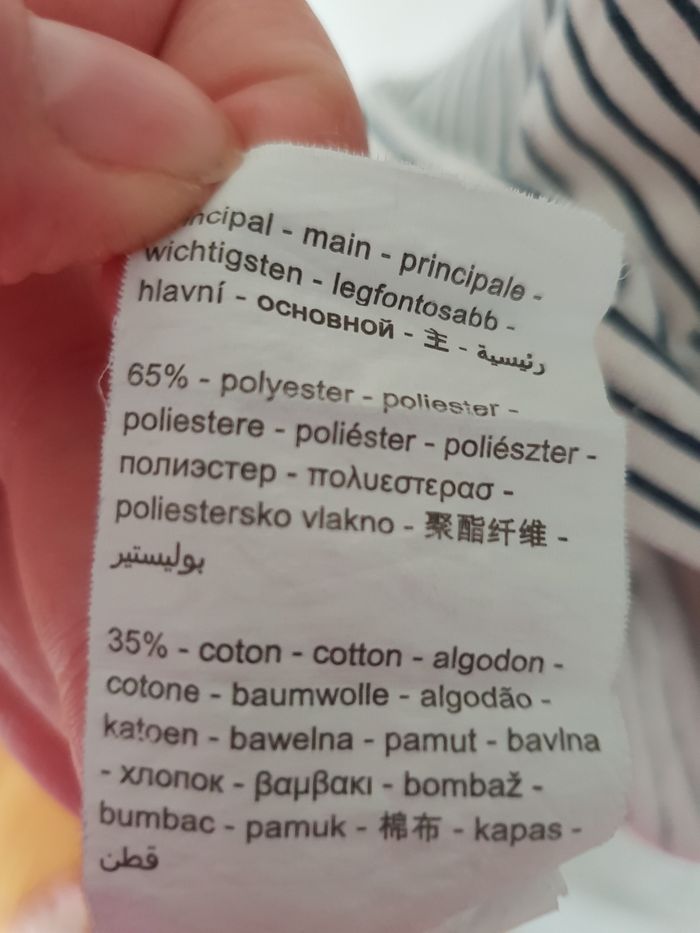 principal - main - principale -
wichtigsten - legfontosabb -
hlavní - основной - 主 - رئيسية
65% - polyester - poliester -
poliestere - poliéster - poliészter -
полиэстер - πολυεστερασ -
poliestersko vlakno - 聚酯纤维 -
بوليستير
35% - coton - cotton - algodon -
cotone - baumwolle - algodão -
katoen - bawelna - pamut - bavlna
- хлопок - βαμβακι - bombaž -
bumbac - pamuk - 棉布 - kapas -
قطن